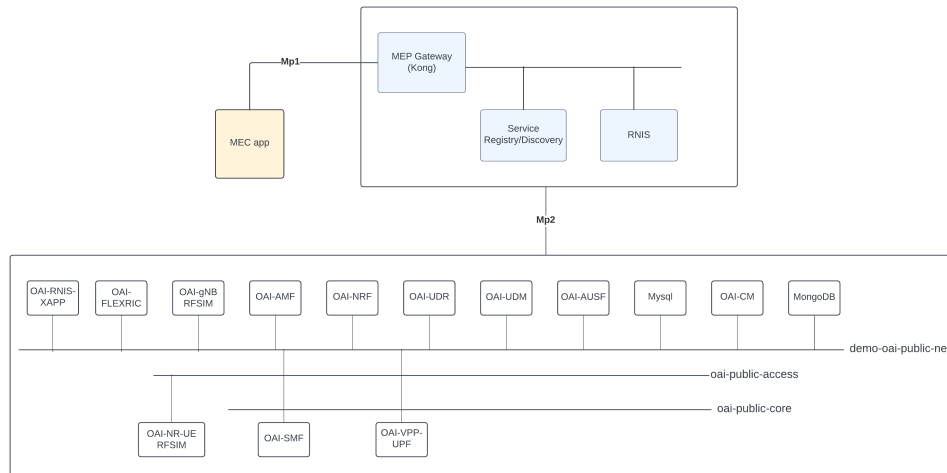 MEP Gateway
(Kong)
Mp1
MEC app
Service
Registry/Discovery
RNIS
Mp2
OAI-RNIS-
XAPP
OAI-
FLEXRIC
OAI-gNB
RFSIM
OAI-AMF
OAI-NRF
OAI-UDR
OAI-UDM
OAI-AUSF
Mysql
OAI-CM
MongoDB
demo-oai-public-ne
oai-public-access
oai-public-core
OAI-NR-UE
RFSIM
OAI-SMF
OAI-VPP-
UPF